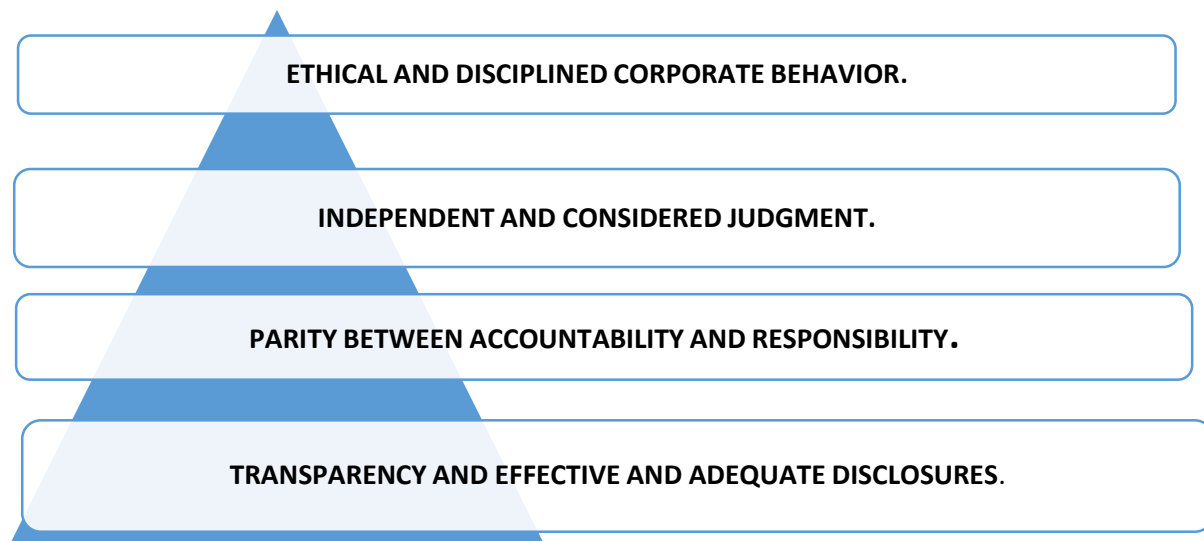 ETHICAL AND DISCIPLINED CORPORATE BEHAVIOR.
INDEPENDENT AND CONSIDERED JUDGMENT.
PARITY BETWEEN ACCOUNTABILITY AND RESPONSIBILITY.
TRANSPARENCY AND EFFECTIVE AND ADEQUATE DISCLOSURES.